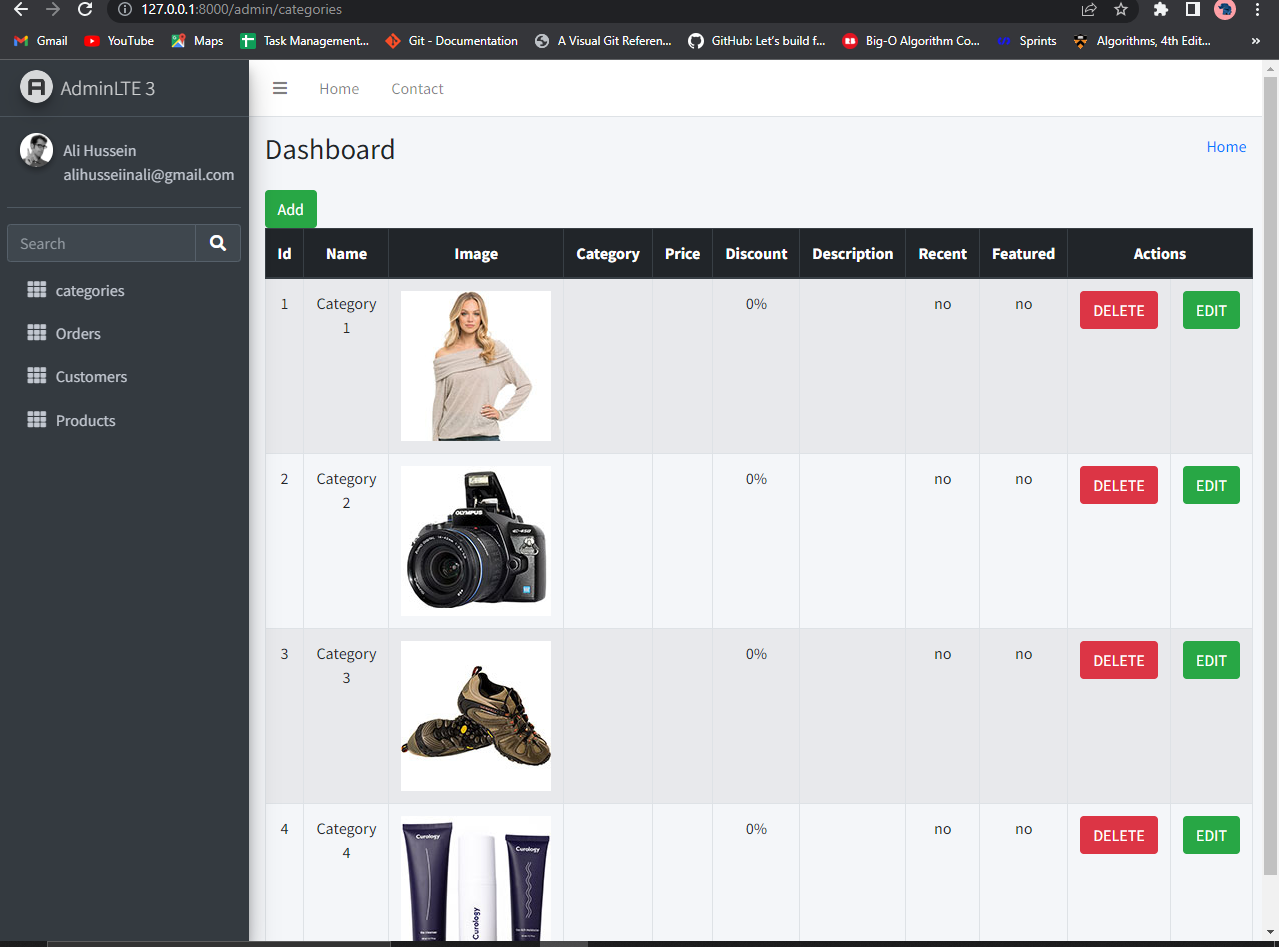 127.0.0.1:8000/admin/categories
Gmail YouTube Maps Task Management... Git - Documentation A Visual Git Referen... GitHub: Let's build f... Big-O Algorithm Co... Sprints Algorithms, 4th Edit... »
AdminLTE 3
Home Contact
Ali Hussein
alihusseiinali@gmail.com
Search
categories
Orders
Customers
Products
Dashboard
Home
Add
Id Name Image Category Price Discount Description Recent Featured Actions
1 Category 0% no no DELETE EDIT
1
2 Category 0% no no DELETE EDIT
2
OLYMPUS
E-450
3 Category 0% no no DELETE EDIT
3
4 Category 0% no no DELETE EDIT
4
Curology Curology
Curology